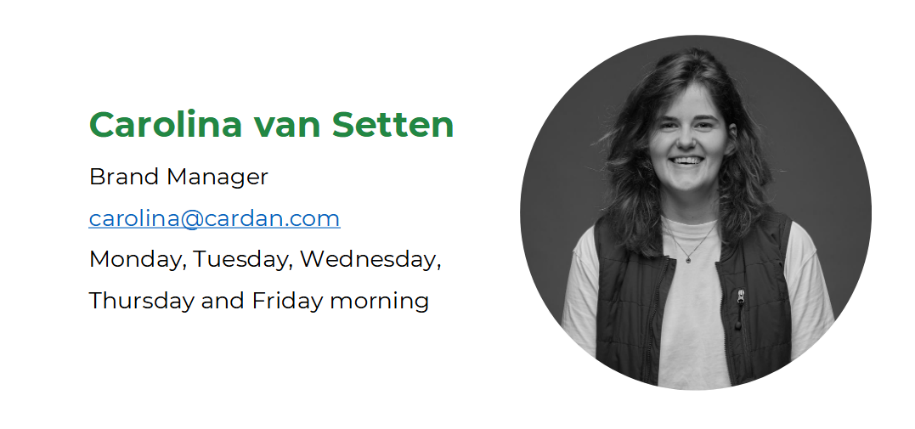 Carolina van Setten
Brand Manager
carolina@cardan.com
Monday, Tuesday, Wednesday,
Thursday and Friday morning